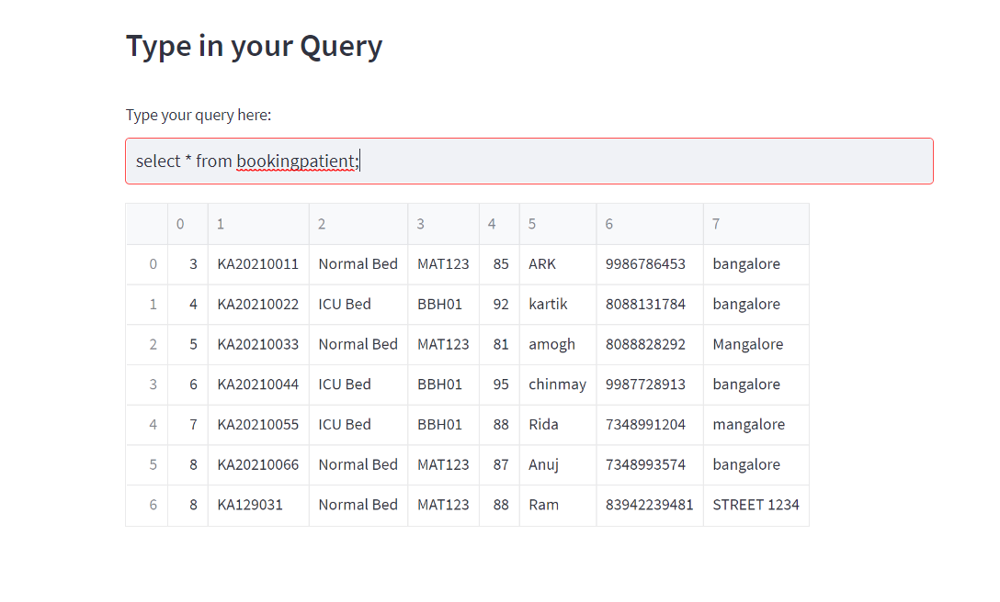 Type in your Query
Type your query here:
select * from bookingpatient;
0 1 2 3 4 5 6 7
0 3 KA20210011 Normal Bed MAT123 85 ARK 9986786453 bangalore
1 4 KA20210022 ICU Bed BBH01 92 kartik 8088131784 bangalore
2 5 KA20210033 Normal Bed MAT123 81 amogh 8088828292 Mangalore
3 6 KA20210044 ICU Bed BBH01 95 chinmay 9987728913 bangalore
4 7 KA20210055 ICU Bed BBH01 88 Rida 7348991204 mangalore
5 8 KA20210066 Normal Bed MAT123 87 Anuj 7348993574 bangalore
6 8 KA129031 Normal Bed MAT123 88 Ram 83942239481 STREET 1234